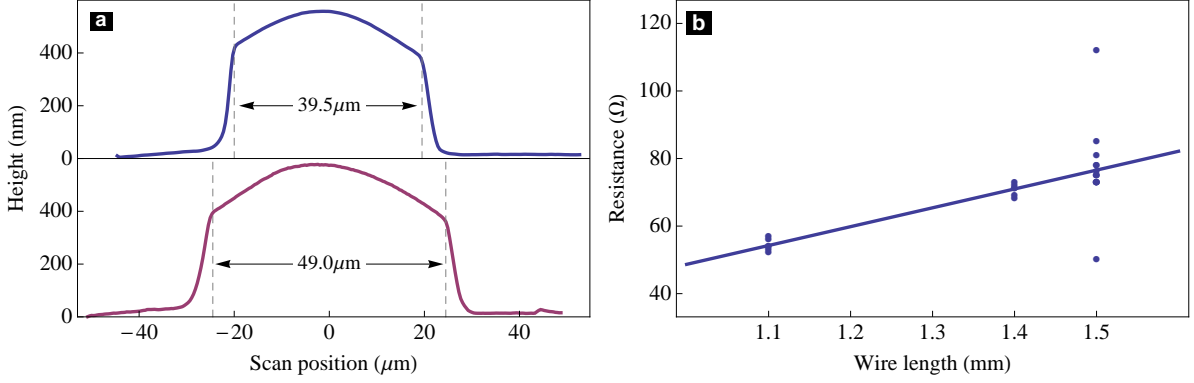 a
Height (nm)
400
200
0
39.5μm
400
200
0
49.0μm
−40 −20 0 20 40
Scan position (μm)
b
Resistance (Ω)
120
100
80
60
40
1.1 1.2 1.3 1.4 1.5
Wire length (mm)